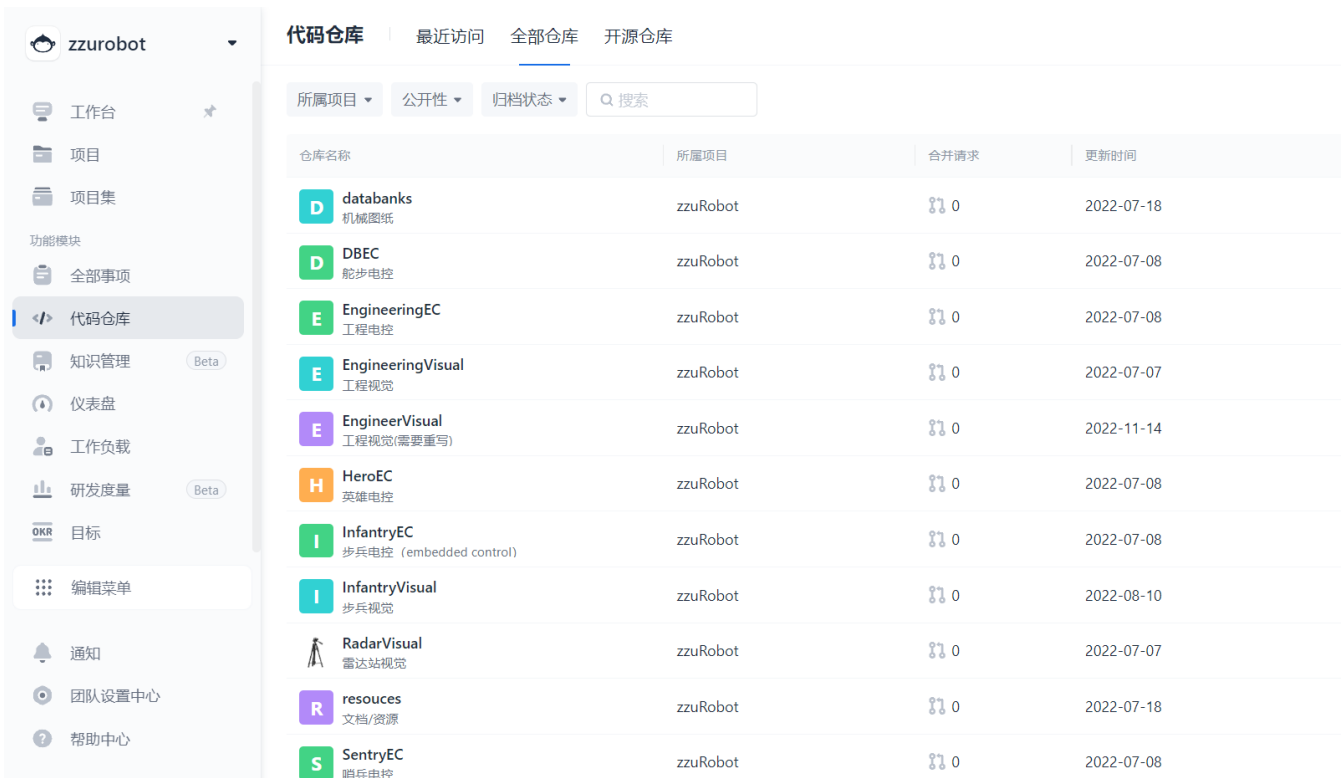 zzurobot
工作台
项目
项目集
功能模块
全部事项
代码仓库
知识管理 Beta
仪表盘
工作负载
研发度量 Beta
OKR 目标
编辑菜单
通知
团队设置中心
帮助中心
代码仓库 最近访问 全部仓库 开源仓库
所属项目 公开性 归档状态 搜索
仓库名称 所属项目 合并请求 更新时间
D databanks zzuRobot 0 2022-07-18
机械图纸
D DBEC zzuRobot 0 2022-07-08
舵步电控
E EngineeringEC zzuRobot 0 2022-07-08
工程电控
E EngineeringVisual zzuRobot 0 2022-07-07
工程视觉
E EngineerVisual zzuRobot 0 2022-11-14
工程视觉(需要重写)
H HeroEC zzuRobot 0 2022-07-08
英雄电控
I InfantryEC zzuRobot 0 2022-07-08
步兵电控（embedded control）
I InfantryVisual zzuRobot 0 2022-08-10
步兵视觉
RadarVisual zzuRobot 0 2022-07-07
雷达站视觉
R resouces zzuRobot 0 2022-07-18
文档/资源
S SentryEC zzuRobot 0 2022-07-08
哨兵电控